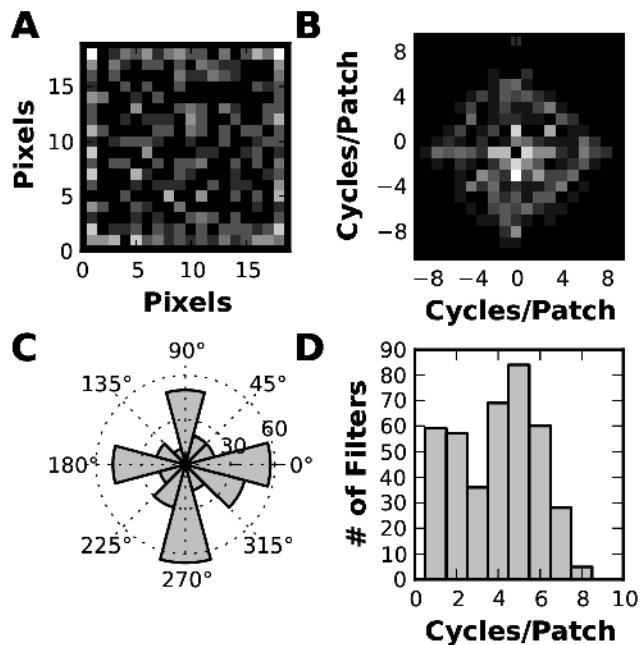 A
Pixels
15
10
5
0
0 5 10 15
Pixels
B
Cycles/Patch
8
4
0
−4
−8
−8 −4 0 4 8
Cycles/Patch
C
90°
135° 45°
60
30
180° 0°
225° 315°
270°
D
# of Filters
90
80
70
60
50
40
30
20
10
0
0 2 4 6 8 10
Cycles/Patch